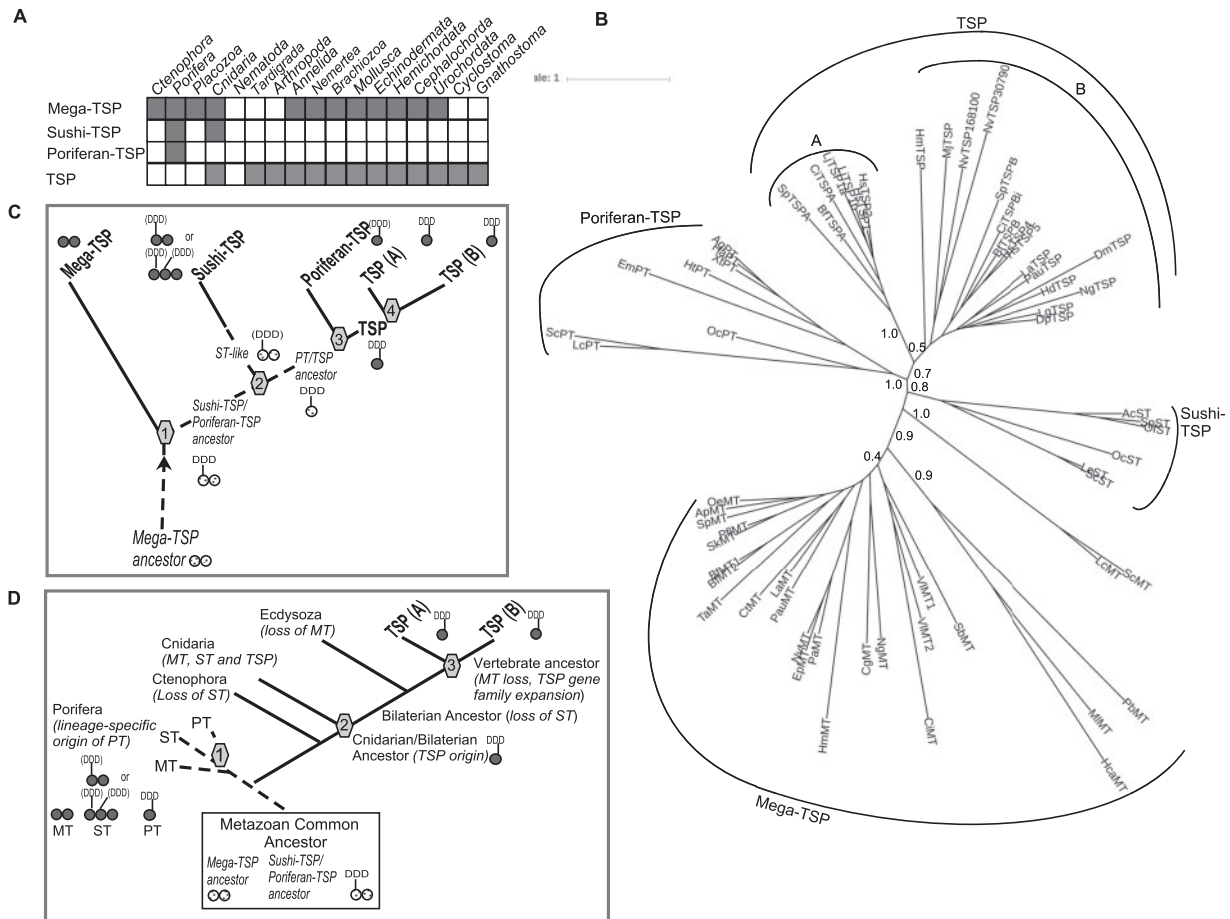 A
Ctenophora
Porifera
Placozoa
Cnidaria
Nematoda
Tardigrada
Arthropoda
Annelida
Nemertea
Brachiozoa
Mollusca
Echinodermata
Hemichordata
Cephalochorda
Urochordata
Cyclostoma
Gnathostoma
Mega-TSP
Sushi-TSP
Poriferan-TSP
TSP
B
ale: 1
TSP
B
A
HmTSP
MjTSP
NvTSP168100
NvTSP30790
SpTSPB
CiTSPBi
BfTSPB
LaTSP
PauTSP
DmTSP
HdTSP
NgTSP
LgTSP
DpTSP
SpTSPA
BfTSPA
CiTSPA
Poriferan-TSP
EmPT
HtPT
OcPT
ScPT
LcPT
1.0
0.5
0.7
0.8
1.0
1.0
0.9
0.4
0.9
Sushi-
TSP
AcST
OcST
LcST
ScST
LcMT
ScMT
PbMT
MlMT
HcaMT
SbMT
VlMT1
VlMT2
CiMT
NgMT
CgMT
HmMT
PaMT
EpMT
PauMT
LaMT
CtMT
TaMT
SkMT
SpMT
ApMT
OeMT
Mega-TSP
C
Mega-TSP
(DDD)
or
(DDD) (DDD)
Sushi-TSP
Poriferan-TSP
(DDD)
TSP (A)
DDD
TSP (B)
DDD
4
3
TSP
DDD
ST-like
(DDD)
2
PT/TSP
ancestor
DDD
Sushi-TSP/
Poriferan-TSP
ancestor
1
DDD
Mega-TSP
ancestor
D
Ecdysoza
(loss of MT)
TSP (A)
DDD
TSP (B)
DDD
Cnidaria
(MT, ST and TSP)
Ctenophora
(Loss of ST)
3
Vertebrate ancestor
(MT loss, TSP gene
family expansion)
Bilaterian Ancestor (loss of ST)
2
Cnidarian/Bilaterian
Ancestor (TSP origin)
DDD
Porifera
(lineage-specific
origin of PT)
PT
ST
1
MT
(DDD)
or
(DDD) (DDD)
DDD
MT ST PT
Metazoan Common
Ancestor
Mega-TSP
ancestor
Sushi-TSP/
Poriferan-TSP
ancestor
DDD